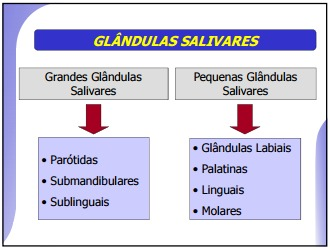 GLÂNDULAS SALIVARES
Grandes Glândulas
Salivares
Pequenas Glândulas
Salivares
• Parótidas
• Submandibulares
• Sublinguais
• Glândulas Labiais
• Palatinas
• Linguais
• Molares